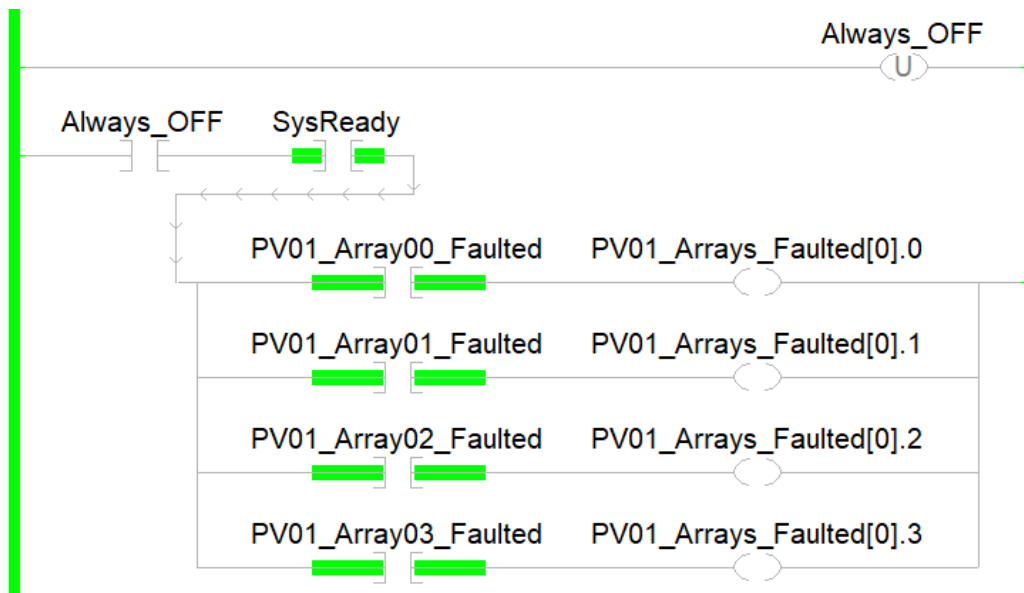 Always_OFF
U
Always_OFF SysReady
PV01_Array00_Faulted PV01_Arrays_Faulted[0].0
PV01_Array01_Faulted PV01_Arrays_Faulted[0].1
PV01_Array02_Faulted PV01_Arrays_Faulted[0].2
PV01_Array03_Faulted PV01_Arrays_Faulted[0].3